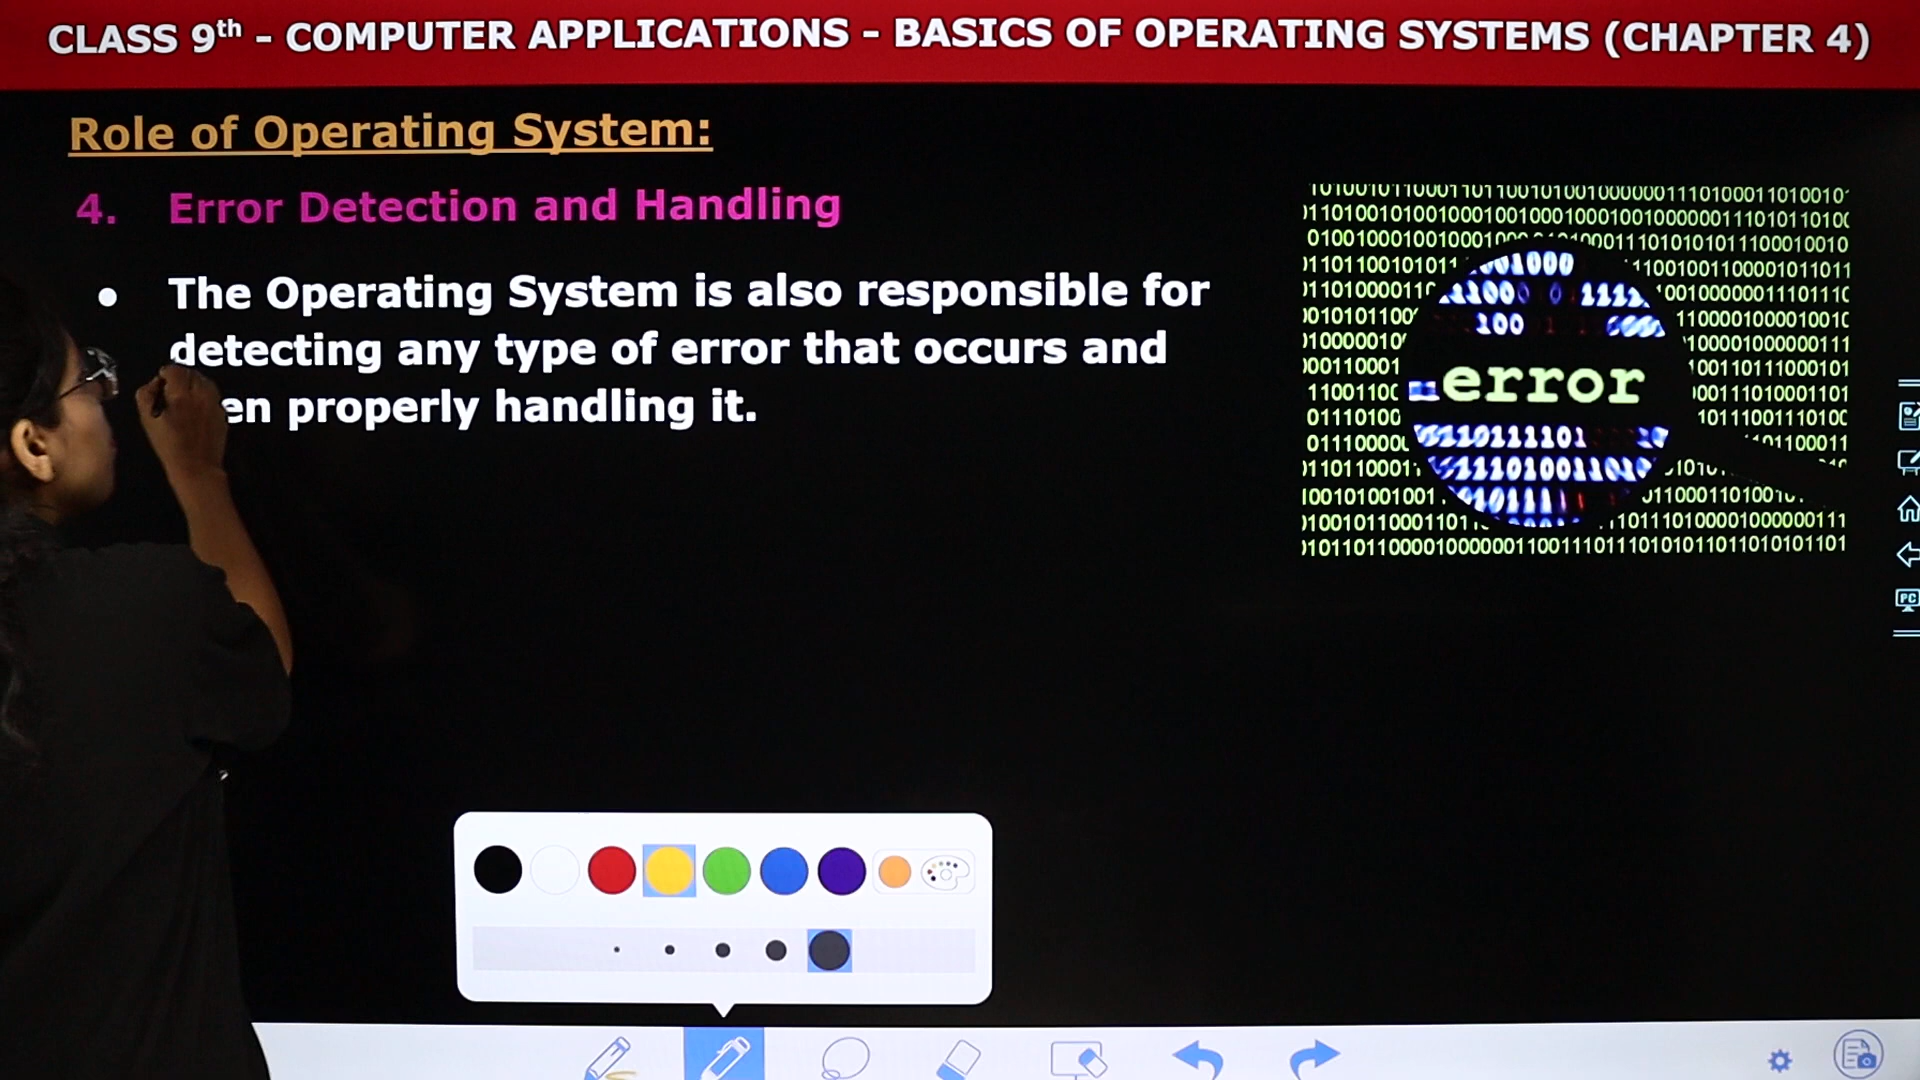 CLASS 9th - COMPUTER APPLICATIONS - BASICS OF OPERATING SYSTEMS (CHAPTER 4)
Role of Operating System:
4. Error Detection and Handling
• The Operating System is also responsible for
detecting any type of error that occurs and
en properly handling it.
error
PC